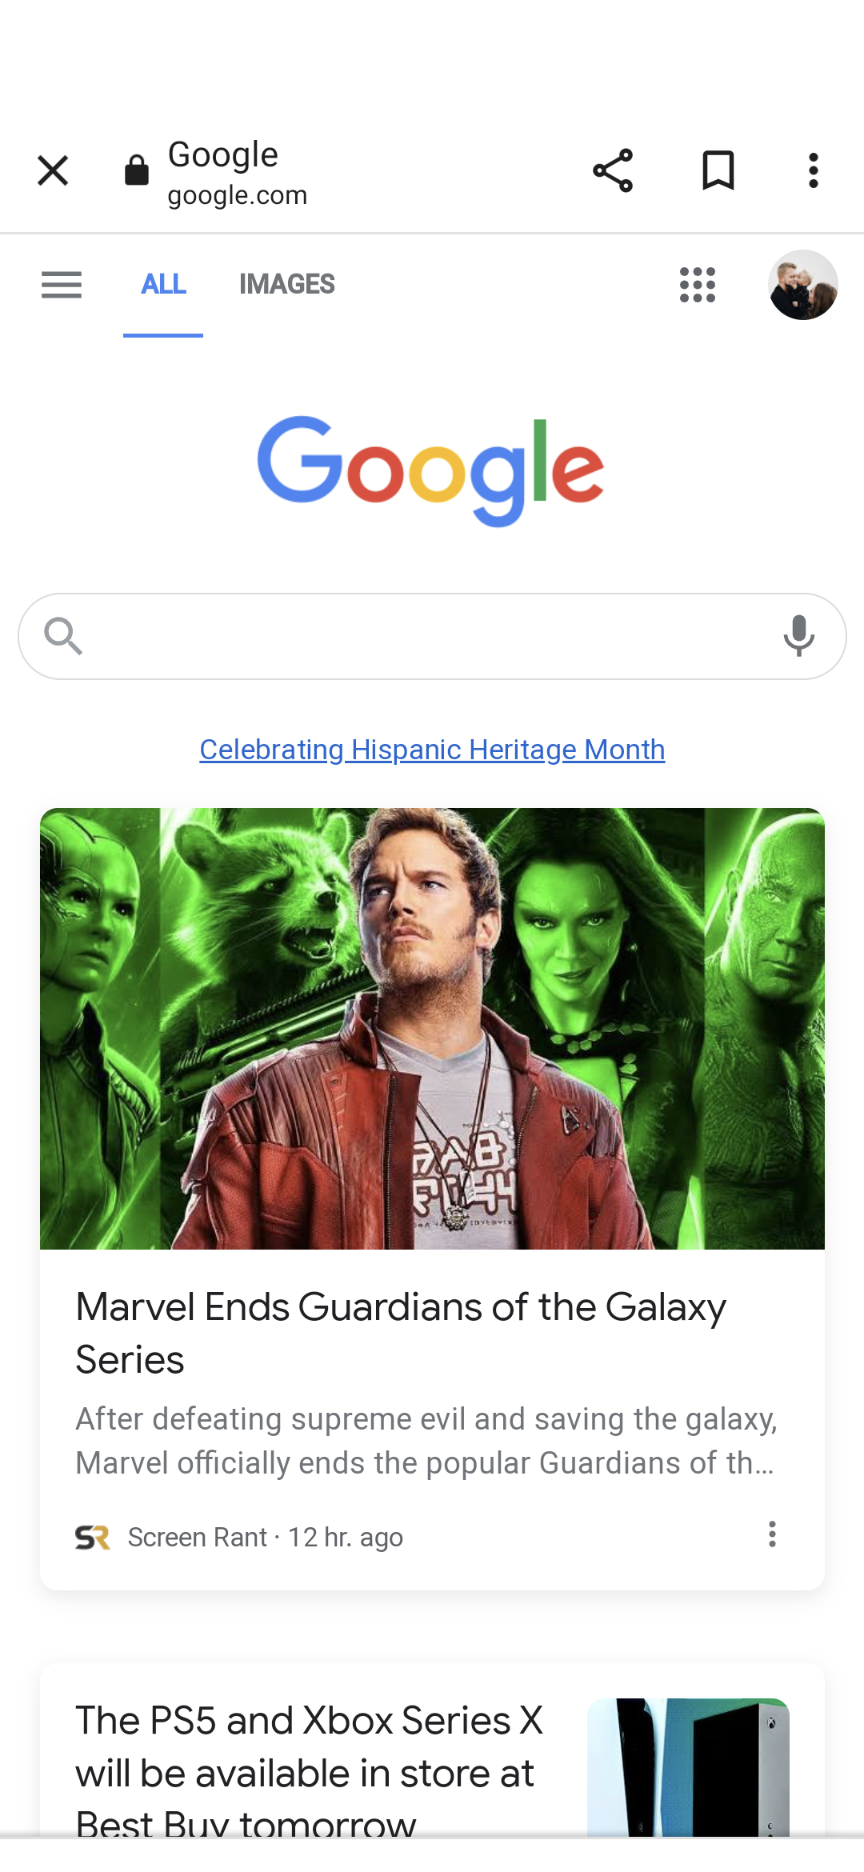 Google
google.com
ALL IMAGES
Google
Celebrating Hispanic Heritage Month
Marvel Ends Guardians of the Galaxy
Series
After defeating supreme evil and saving the galaxy,
Marvel officially ends the popular Guardians of th...
SR Screen Rant · 12 hr. ago
The PS5 and Xbox Series X
will be available in store at
Best Buy tomorrow